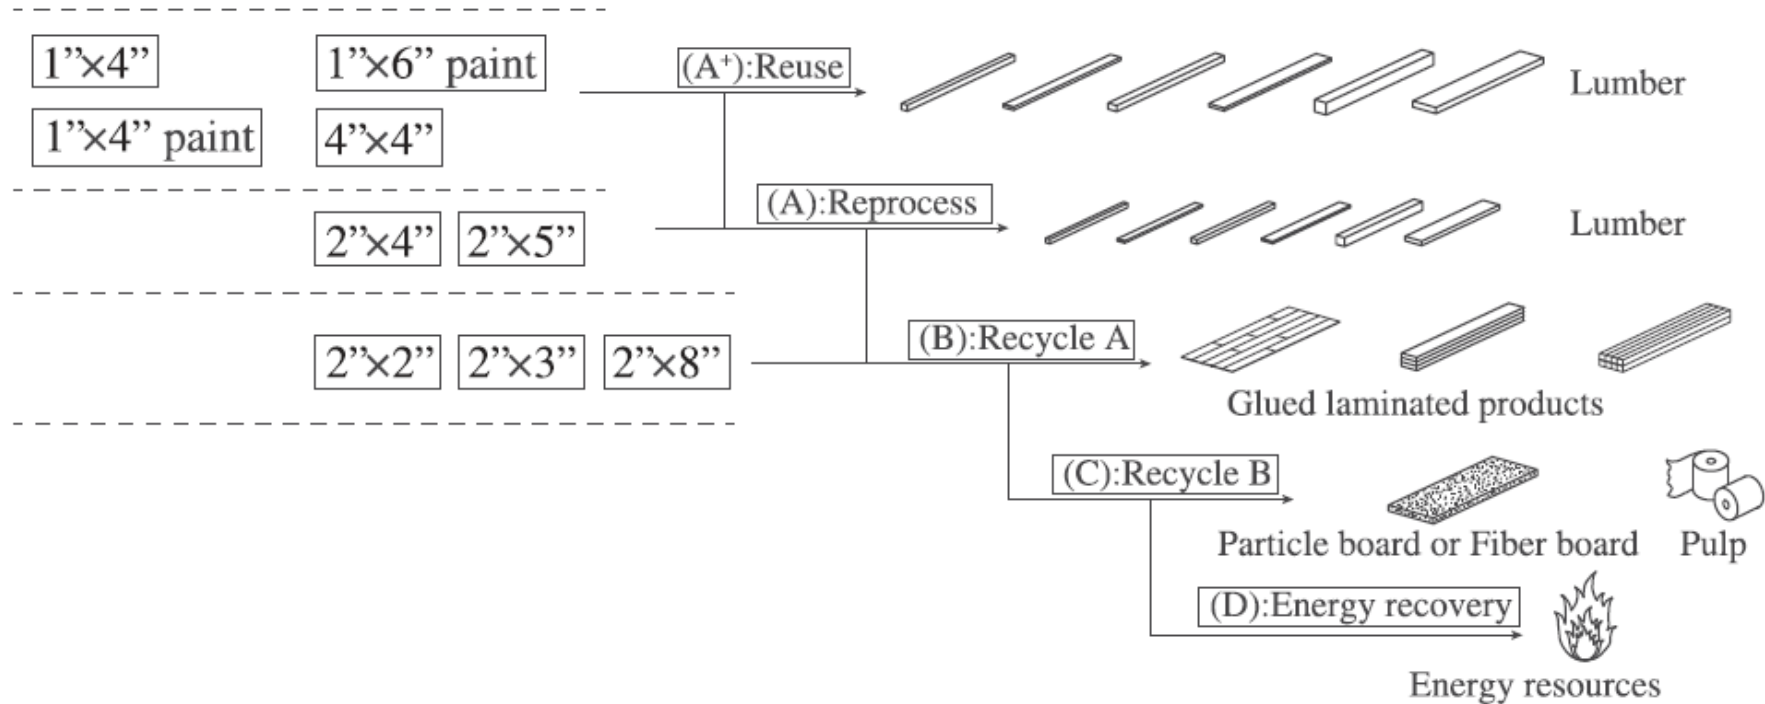 1”×4” 1”×6” paint (A⁺):Reuse Lumber
1”×4” paint 4”×4”
(A):Reprocess Lumber
2”×4” 2”×5”
(B):Recycle A
2”×2” 2”×3” 2”×8”
Glued laminated products
(C):Recycle B
Particle board or Fiber board Pulp
(D):Energy recovery
Energy resources